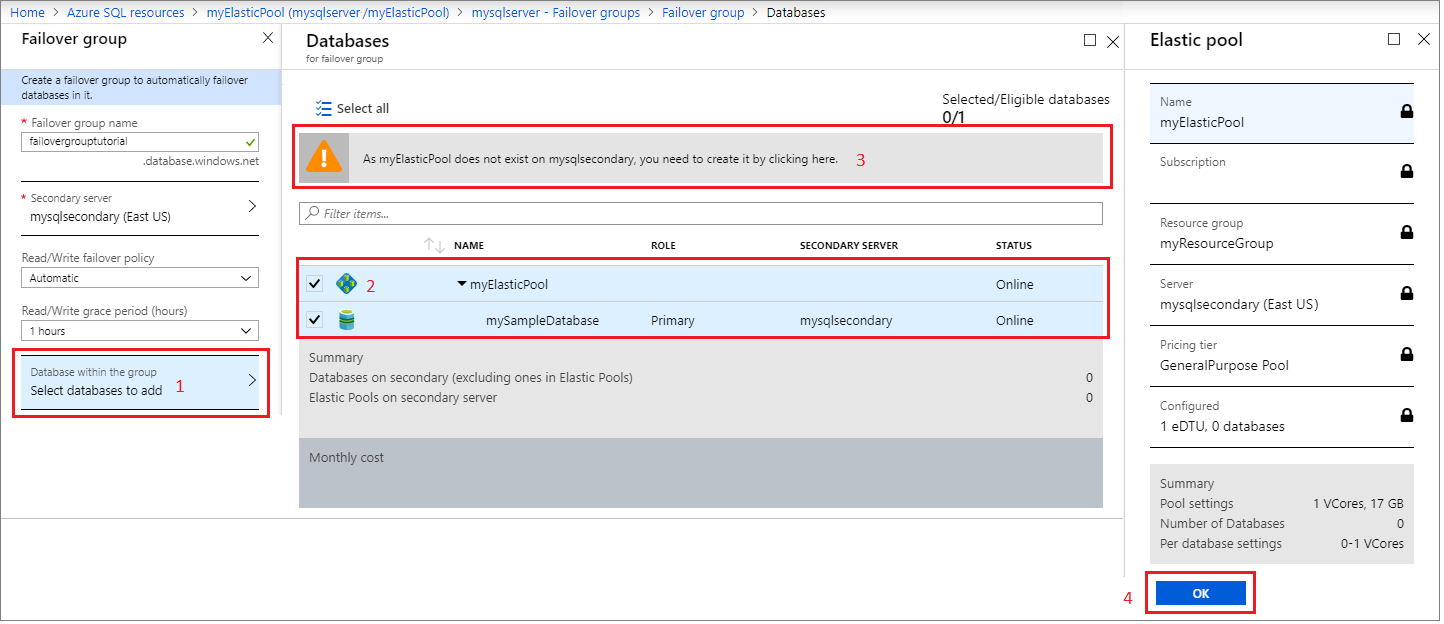 Home > Azure SQL resources > myElasticPool (mysqlserver/myElasticPool) > mysqlserver - Failover groups > Failover group > Databases
Failover group
Create a failover group to automatically failover
databases in it.
* Failover group name
failovergrouptutorial
.database.windows.net
* Secondary server
mysqlsecondary (East US)
Read/Write failover policy
Automatic
Read/Write grace period (hours)
1 hours
Database within the group
Select databases to add 1
Databases
for failover group
Select all
Selected/Eligible databases
0/1
As myElasticPool does not exist on mysqlsecondary, you need to create it by clicking here. 3
Filter items...
NAME ROLE SECONDARY SERVER STATUS
2 myElasticPool Online
mySampleDatabase Primary mysqlsecondary Online
Summary
Databases on secondary (excluding ones in Elastic Pools) 0
Elastic Pools on secondary server 0
Monthly cost
Elastic pool
Name
myElasticPool
Subscription
Resource group
myResourceGroup
Server
mysqlsecondary (East US)
Pricing tier
GeneralPurpose Pool
Configured
1 eDTU, 0 databases
Summary
Pool settings 1 VCores, 17 GB
Number of Databases 0
Per database settings 0-1 VCores
4 OK